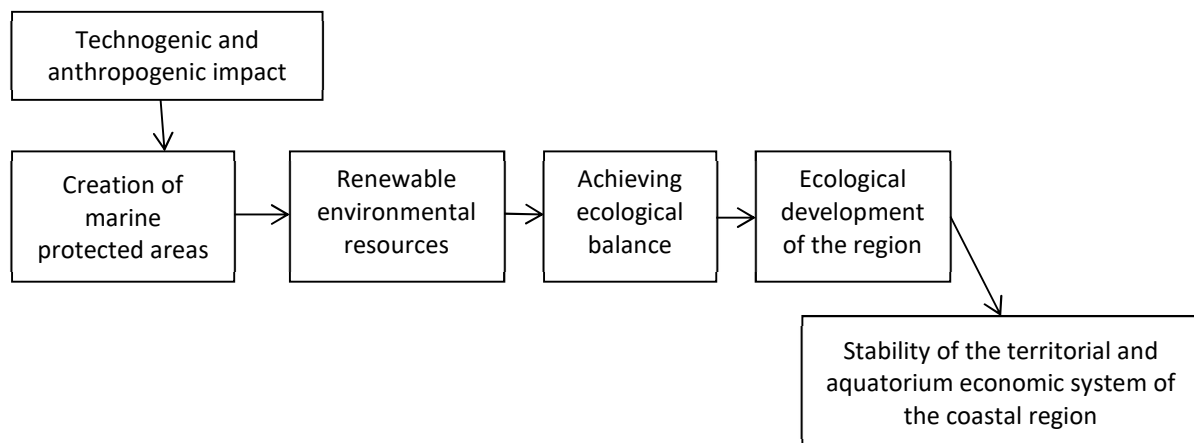 Technogenic and
anthropogenic impact
Creation of
marine
protected areas
Renewable
environmental
resources
Achieving
ecological
balance
Ecological
development
of the region
Stability of the territorial and
aquatorium economic system of
the coastal region